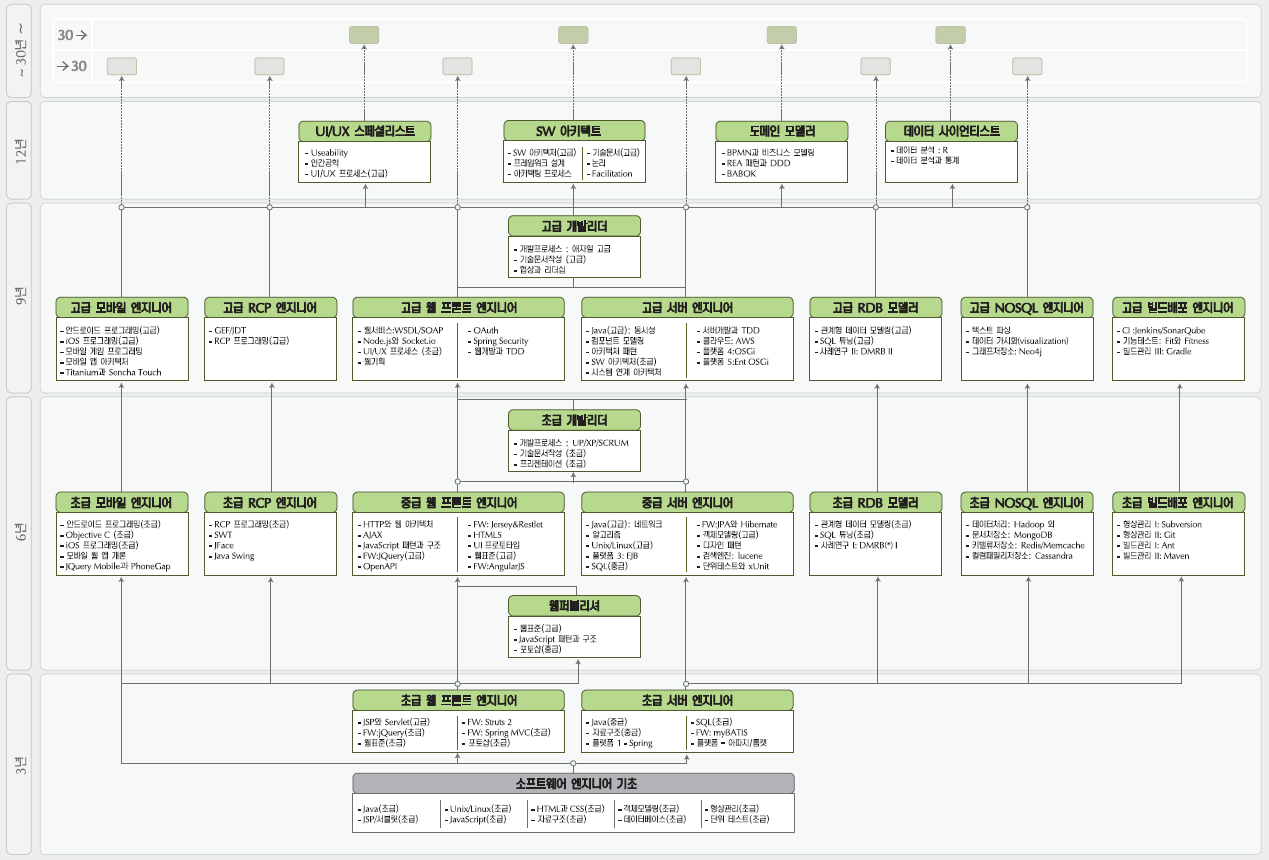 ~ 30년 ~
30→
→30
12년
UI/UX 스페셜리스트
- Useability
- 인간공학
- UI/UX 프로세스(고급)
SW 아키텍트
- SW 아키텍처(고급)
- 프레임워크 설계
- 아키텍팅 프로세스
- 기술문서(고급)
- 논리
- Facilitation
도메인 모델러
- BPMN과 비즈니스 모델링
- REA 패턴과 DDD
- BABOK
데이터 사이언티스트
- 데이터 분석 : R
- 데이터 분석과 통계
9년
고급 개발리더
- 개발프로세스 : 애자일 고급
- 기술문서작성 (고급)
- 협상과 리더십
고급 모바일 엔지니어
- 안드로이드 프로그래밍(고급)
- iOS 프로그래밍(고급)
- 모바일 게임 프로그래밍
- 모바일 앱 아키텍처
- Titanium과 Sencha Touch
고급 RCP 엔지니어
- GEF/JDT
- RCP 프로그래밍(고급)
고급 웹 프론트 엔지니어
- 웹서비스:WSDL/SOAP
- Node.js와 Socket.io
- UI/UX 프로세스 (초급)
- 웹기획
- OAuth
- Spring Security
- 웹개발과 TDD
고급 서버 엔지니어
- Java(고급): 동시성
- 컴포넌트 모델링
- 아키텍처 패턴
- SW 아키텍처(초급)
- 시스템 연계 아키텍처
- 서버개발과 TDD
- 클라우드: AWS
- 플랫폼 4:OSGi
- 플랫폼 5:Ent OSGi
고급 RDB 모델러
- 관계형 데이터 모델링(고급)
- SQL 튜닝(고급)
- 사례연구 II: DMRB II
고급 NOSQL 엔지니어
- 텍스트 파싱
- 데이터 가시화(visualization)
- 그래프저장소: Neo4j
고급 빌드배포 엔지니어
- CI :Jenkins/SonarQube
- 기능테스트: Fit와 Fitness
- 빌드관리 III: Gradle
6년
초급 개발리더
- 개발프로세스 : UP/XP/SCRUM
- 기술문서작성 (초급)
- 프리젠테이션 (초급)
초급 모바일 엔지니어
- 안드로이드 프로그래밍(초급)
- Objective C (초급)
- iOS 프로그래밍(초급)
- 모바일 웹 앱 개론
- JQuery Mobile과 PhoneGap
초급 RCP 엔지니어
- RCP 프로그래밍(초급)
- SWT
- JFace
- Java Swing
중급 웹 프론트 엔지니어
- HTTP와 웹 아키텍처
- AJAX
- JavaScript 패턴과 구조
- FW:jQuery(고급)
- OpenAPI
- FW: Jersey&Restlet
- HTML5
- UI 프로토타입
- 웹표준(고급)
- FW:AngularJS
중급 서버 엔지니어
- Java(고급): 네트워크
- 알고리즘
- Unix/Linux(고급)
- 플랫폼 3: EJB
- SQL(중급)
- FW:JPA와 Hibernate
- 객체모델링(고급)
- 디자인 패턴
- 검색엔진: lucene
- 단위테스트와 xUnit
초급 RDB 모델러
- 관계형 데이터 모델링(초급)
- SQL 튜닝(초급)
- 사례연구 I: DMRB(*) I
초급 NOSQL 엔지니어
- 데이터처리: Hadoop 외
- 문서저장소: MongoDB
- 키밸류저장소: Redis/Memcache
- 컬럼패밀리저장소: Cassandra
초급 빌드배포 엔지니어
- 형상관리 I: Subversion
- 형상관리 II: Git
- 빌드관리 I: Ant
- 빌드관리 II: Maven
웹퍼블리셔
- 웹표준(고급)
- JavaScript 패턴과 구조
- 포토샵(중급)
3년
초급 웹 프론트 엔지니어
- JSP와 Servlet(고급)
- FW:jQuery(초급)
- 웹표준(초급)
- FW: Struts 2
- FW: Spring MVC(초급)
- 포토샵(초급)
초급 서버 엔지니어
- Java(중급)
- 자료구조(중급)
- 플랫폼 1 - Spring
- SQL(초급)
- FW: myBATIS
- 플랫폼 - 아파치/톰캣
소프트웨어 엔지니어 기초
- Java(초급)
- JSP/서블릿(초급)
- Unix/Linux(초급)
- JavaScript(초급)
- HTML과 CSS(초급)
- 자료구조(초급)
- 객체모델링(초급)
- 데이터베이스(초급)
- 형상관리(초급)
- 단위 테스트(초급)